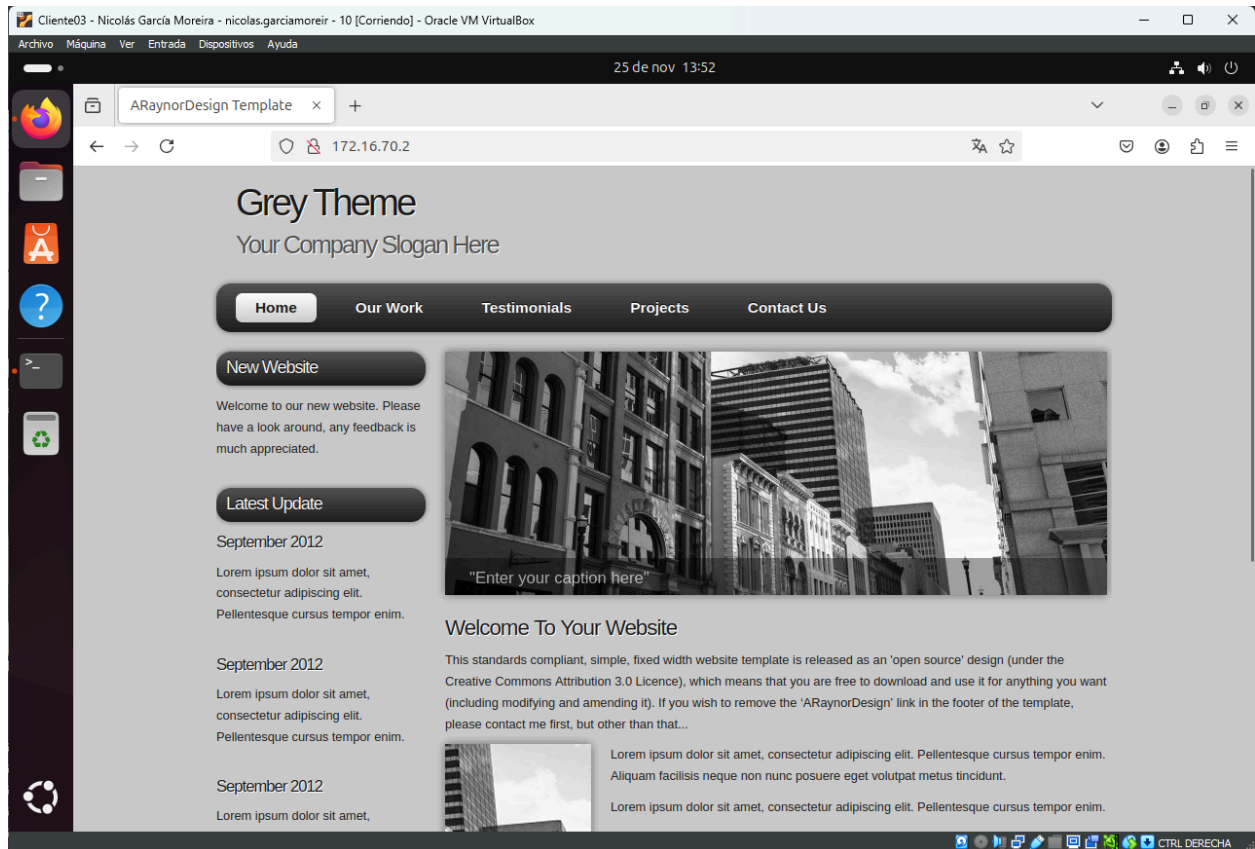 Cliente03 - Nicolás García Moreira - nicolas.garciamoreir - 10 [Corriendo] - Oracle VM VirtualBox
Archivo Máquina Ver Entrada Dispositivos Ayuda
25 de nov 13:52
ARaynorDesign Template
172.16.70.2
Grey Theme
Your Company Slogan Here
Home Our Work Testimonials Projects Contact Us
New Website
Welcome to our new website. Please
have a look around, any feedback is
much appreciated.
Latest Update
September 2012
Lorem ipsum dolor sit amet,
consectetur adipiscing elit.
Pellentesque cursus tempor enim.
September 2012
Lorem ipsum dolor sit amet,
consectetur adipiscing elit.
Pellentesque cursus tempor enim.
September 2012
Lorem ipsum dolor sit amet,
"Enter your caption here"
Welcome To Your Website
This standards compliant, simple, fixed width website template is released as an 'open source' design (under the
Creative Commons Attribution 3.0 Licence), which means that you are free to download and use it for anything you want
(including modifying and amending it). If you wish to remove the 'ARaynorDesign' link in the footer of the template,
please contact me first, but other than that...
Lorem ipsum dolor sit amet, consectetur adipiscing elit. Pellentesque cursus tempor enim.
Aliquam facilisis neque non nunc posuere eget volutpat metus tincidunt.
Lorem ipsum dolor sit amet, consectetur adipiscing elit. Pellentesque cursus tempor enim.
CTRL DERECHA